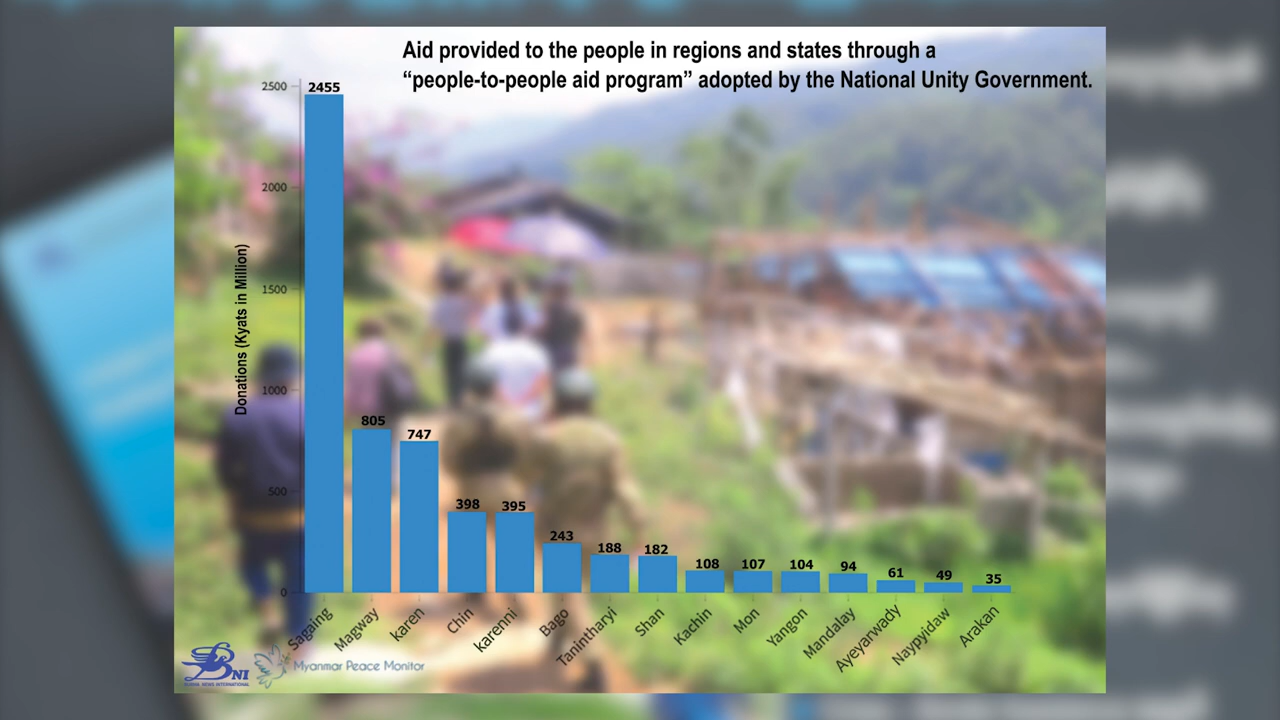 Aid provided to the people in regions and states through a
“people-to-people aid program” adopted by the National Unity Government.
Donations (Kyats in Million)
2500
2000
1500
1000
500
0
2455
805
747
398
395
243
188
182
108
107
104
94
61
49
35
Sagaing
Magway
karen
Chin
karenni
Bago
Tanintharyi
Shan
Kachin
Mon
Yangon
Mandalay
Ayeyarwady
Naypyidaw
Arakan
BNI
BURMA NEWS INTERNATIONAL
Myanmar Peace Monitor